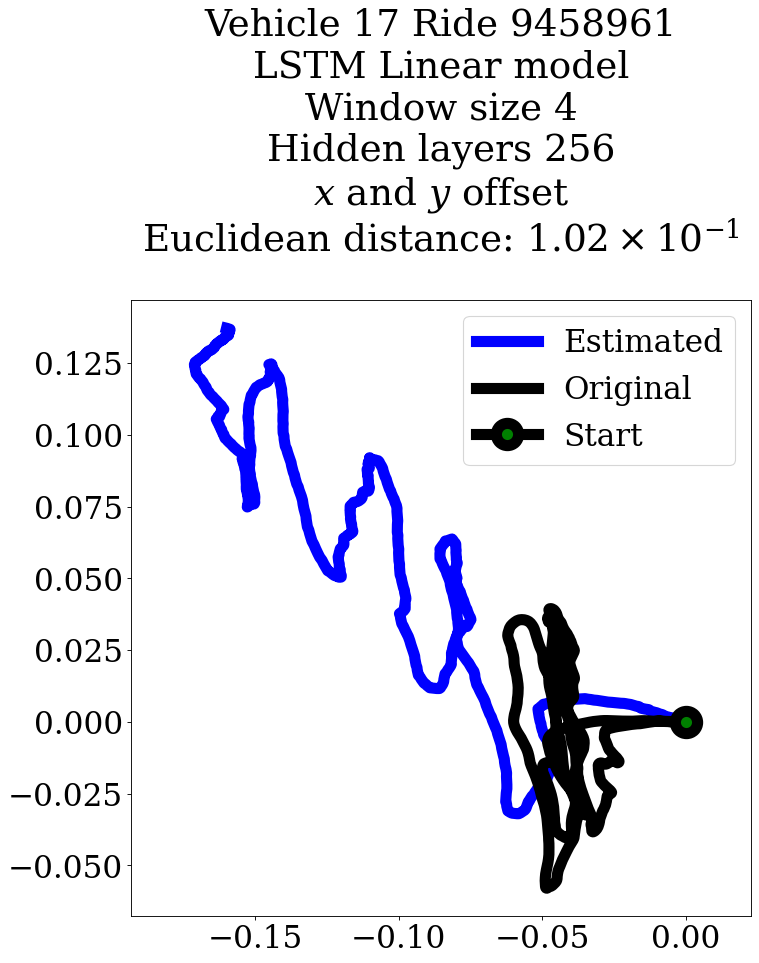 Vehicle 17 Ride 9458961
LSTM Linear model
Window size 4
Hidden layers 256
x and y offset
Euclidean distance: 1.02 × 10⁻¹
Estimated
Original
Start
0.125
0.100
0.075
0.050
0.025
0.000
−0.025
−0.050
−0.15 −0.10 −0.05 0.00